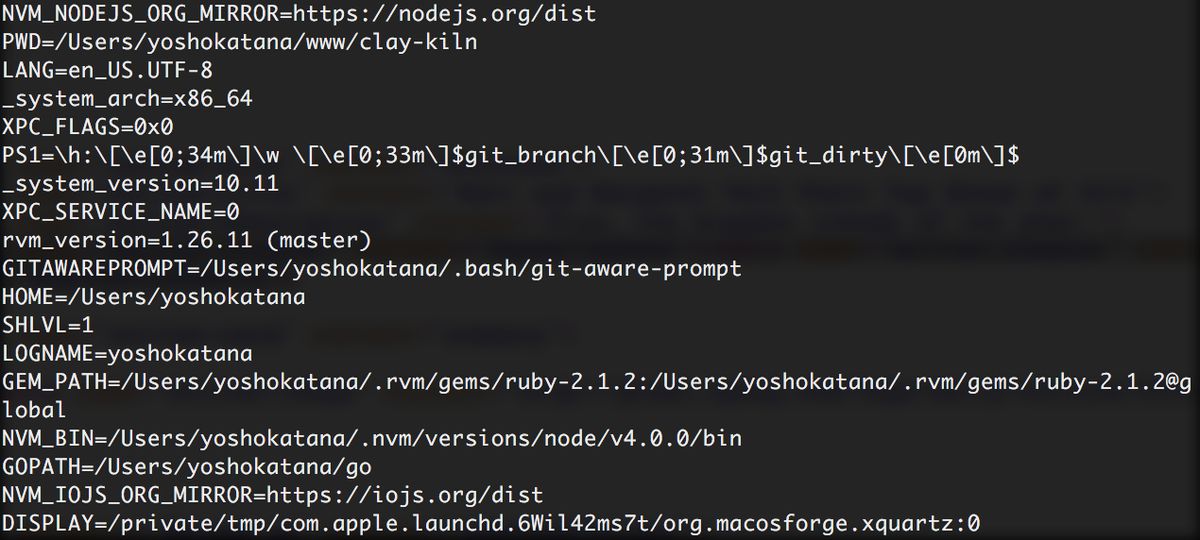 NVM_NODEJS_ORG_MIRROR=https://nodejs.org/dist
PWD=/Users/yoshokatana/www/clay-kiln
LANG=en_US.UTF-8
_system_arch=x86_64
XPC_FLAGS=0x0
PS1=\h:\[\e[0;34m\]\w \[\e[0;33m\]$git_branch\[\e[0;31m\]$git_dirty\[\e[0m\]$
_system_version=10.11
XPC_SERVICE_NAME=0
rvm_version=1.26.11 (master)
GITAWAREPROMPT=/Users/yoshokatana/.bash/git-aware-prompt
HOME=/Users/yoshokatana
SHLVL=1
LOGNAME=yoshokatana
GEM_PATH=/Users/yoshokatana/.rvm/gems/ruby-2.1.2:/Users/yoshokatana/.rvm/gems/ruby-2.1.2@g
lobal
NVM_BIN=/Users/yoshokatana/.nvm/versions/node/v4.0.0/bin
GOPATH=/Users/yoshokatana/go
NVM_IOJS_ORG_MIRROR=https://iojs.org/dist
DISPLAY=/private/tmp/com.apple.launchd.6Wil42ms7t/org.macosforge.xquartz:0